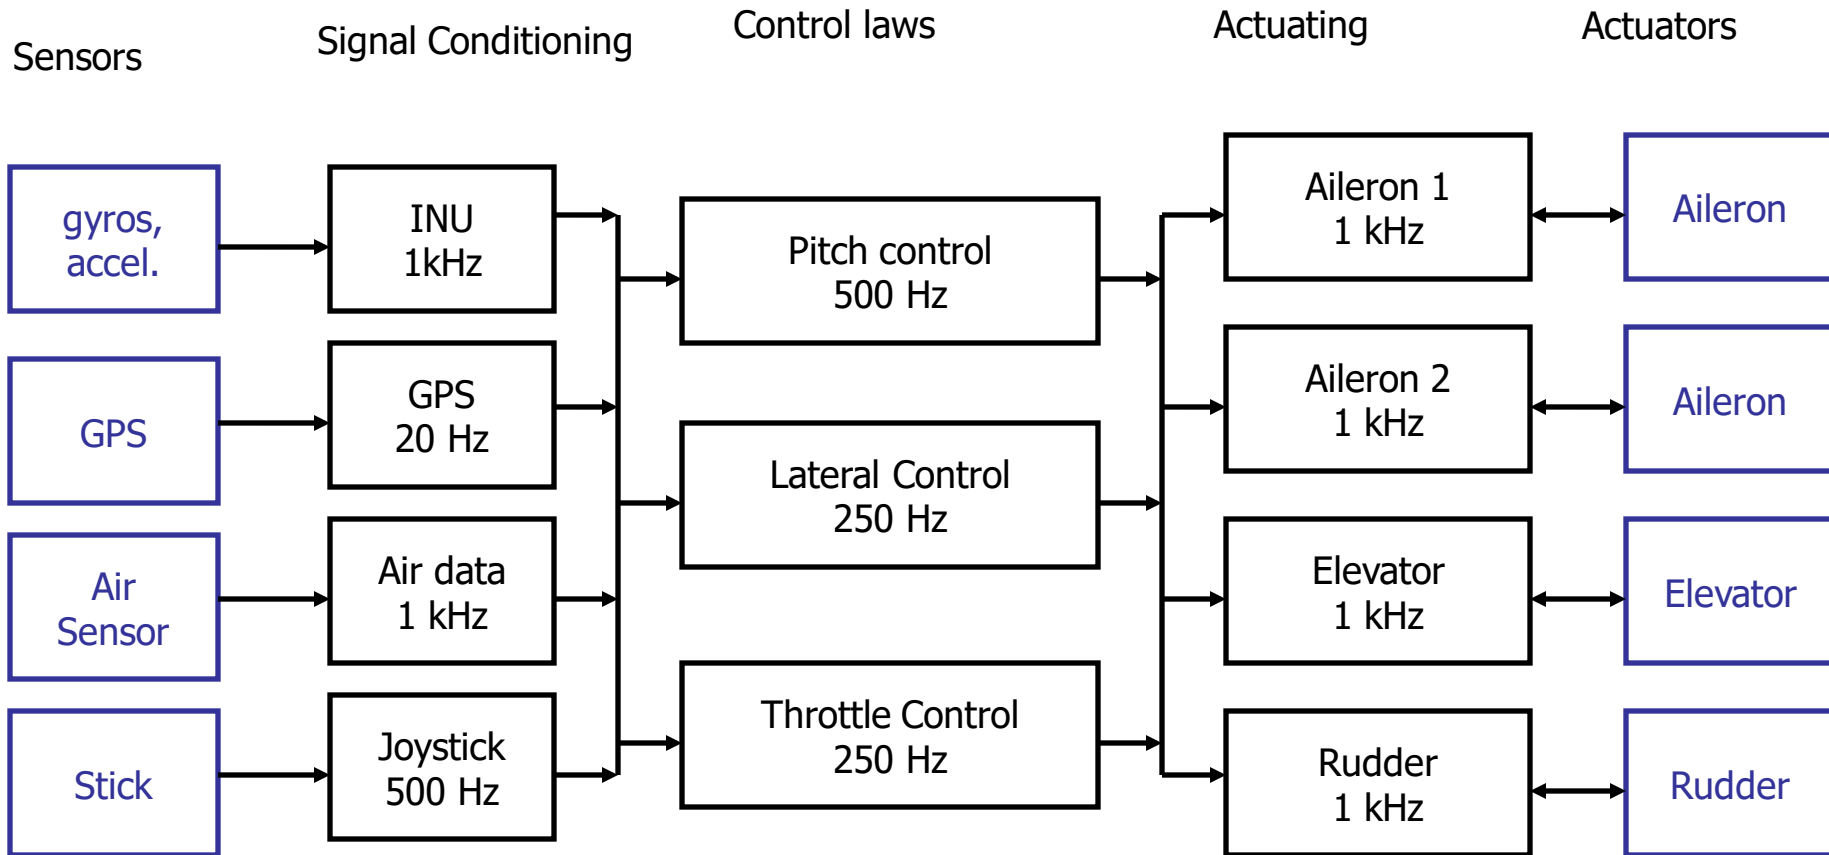 Sensors
Signal Conditioning
Control laws
Actuating
Actuators
gyros,
accel.
INU
1kHz
Pitch control
500 Hz
Aileron 1
1 kHz
Aileron
GPS
GPS
20 Hz
Lateral Control
250 Hz
Aileron 2
1 kHz
Aileron
Air
Sensor
Air data
1 kHz
Elevator
1 kHz
Elevator
Stick
Joystick
500 Hz
Throttle Control
250 Hz
Rudder
1 kHz
Rudder